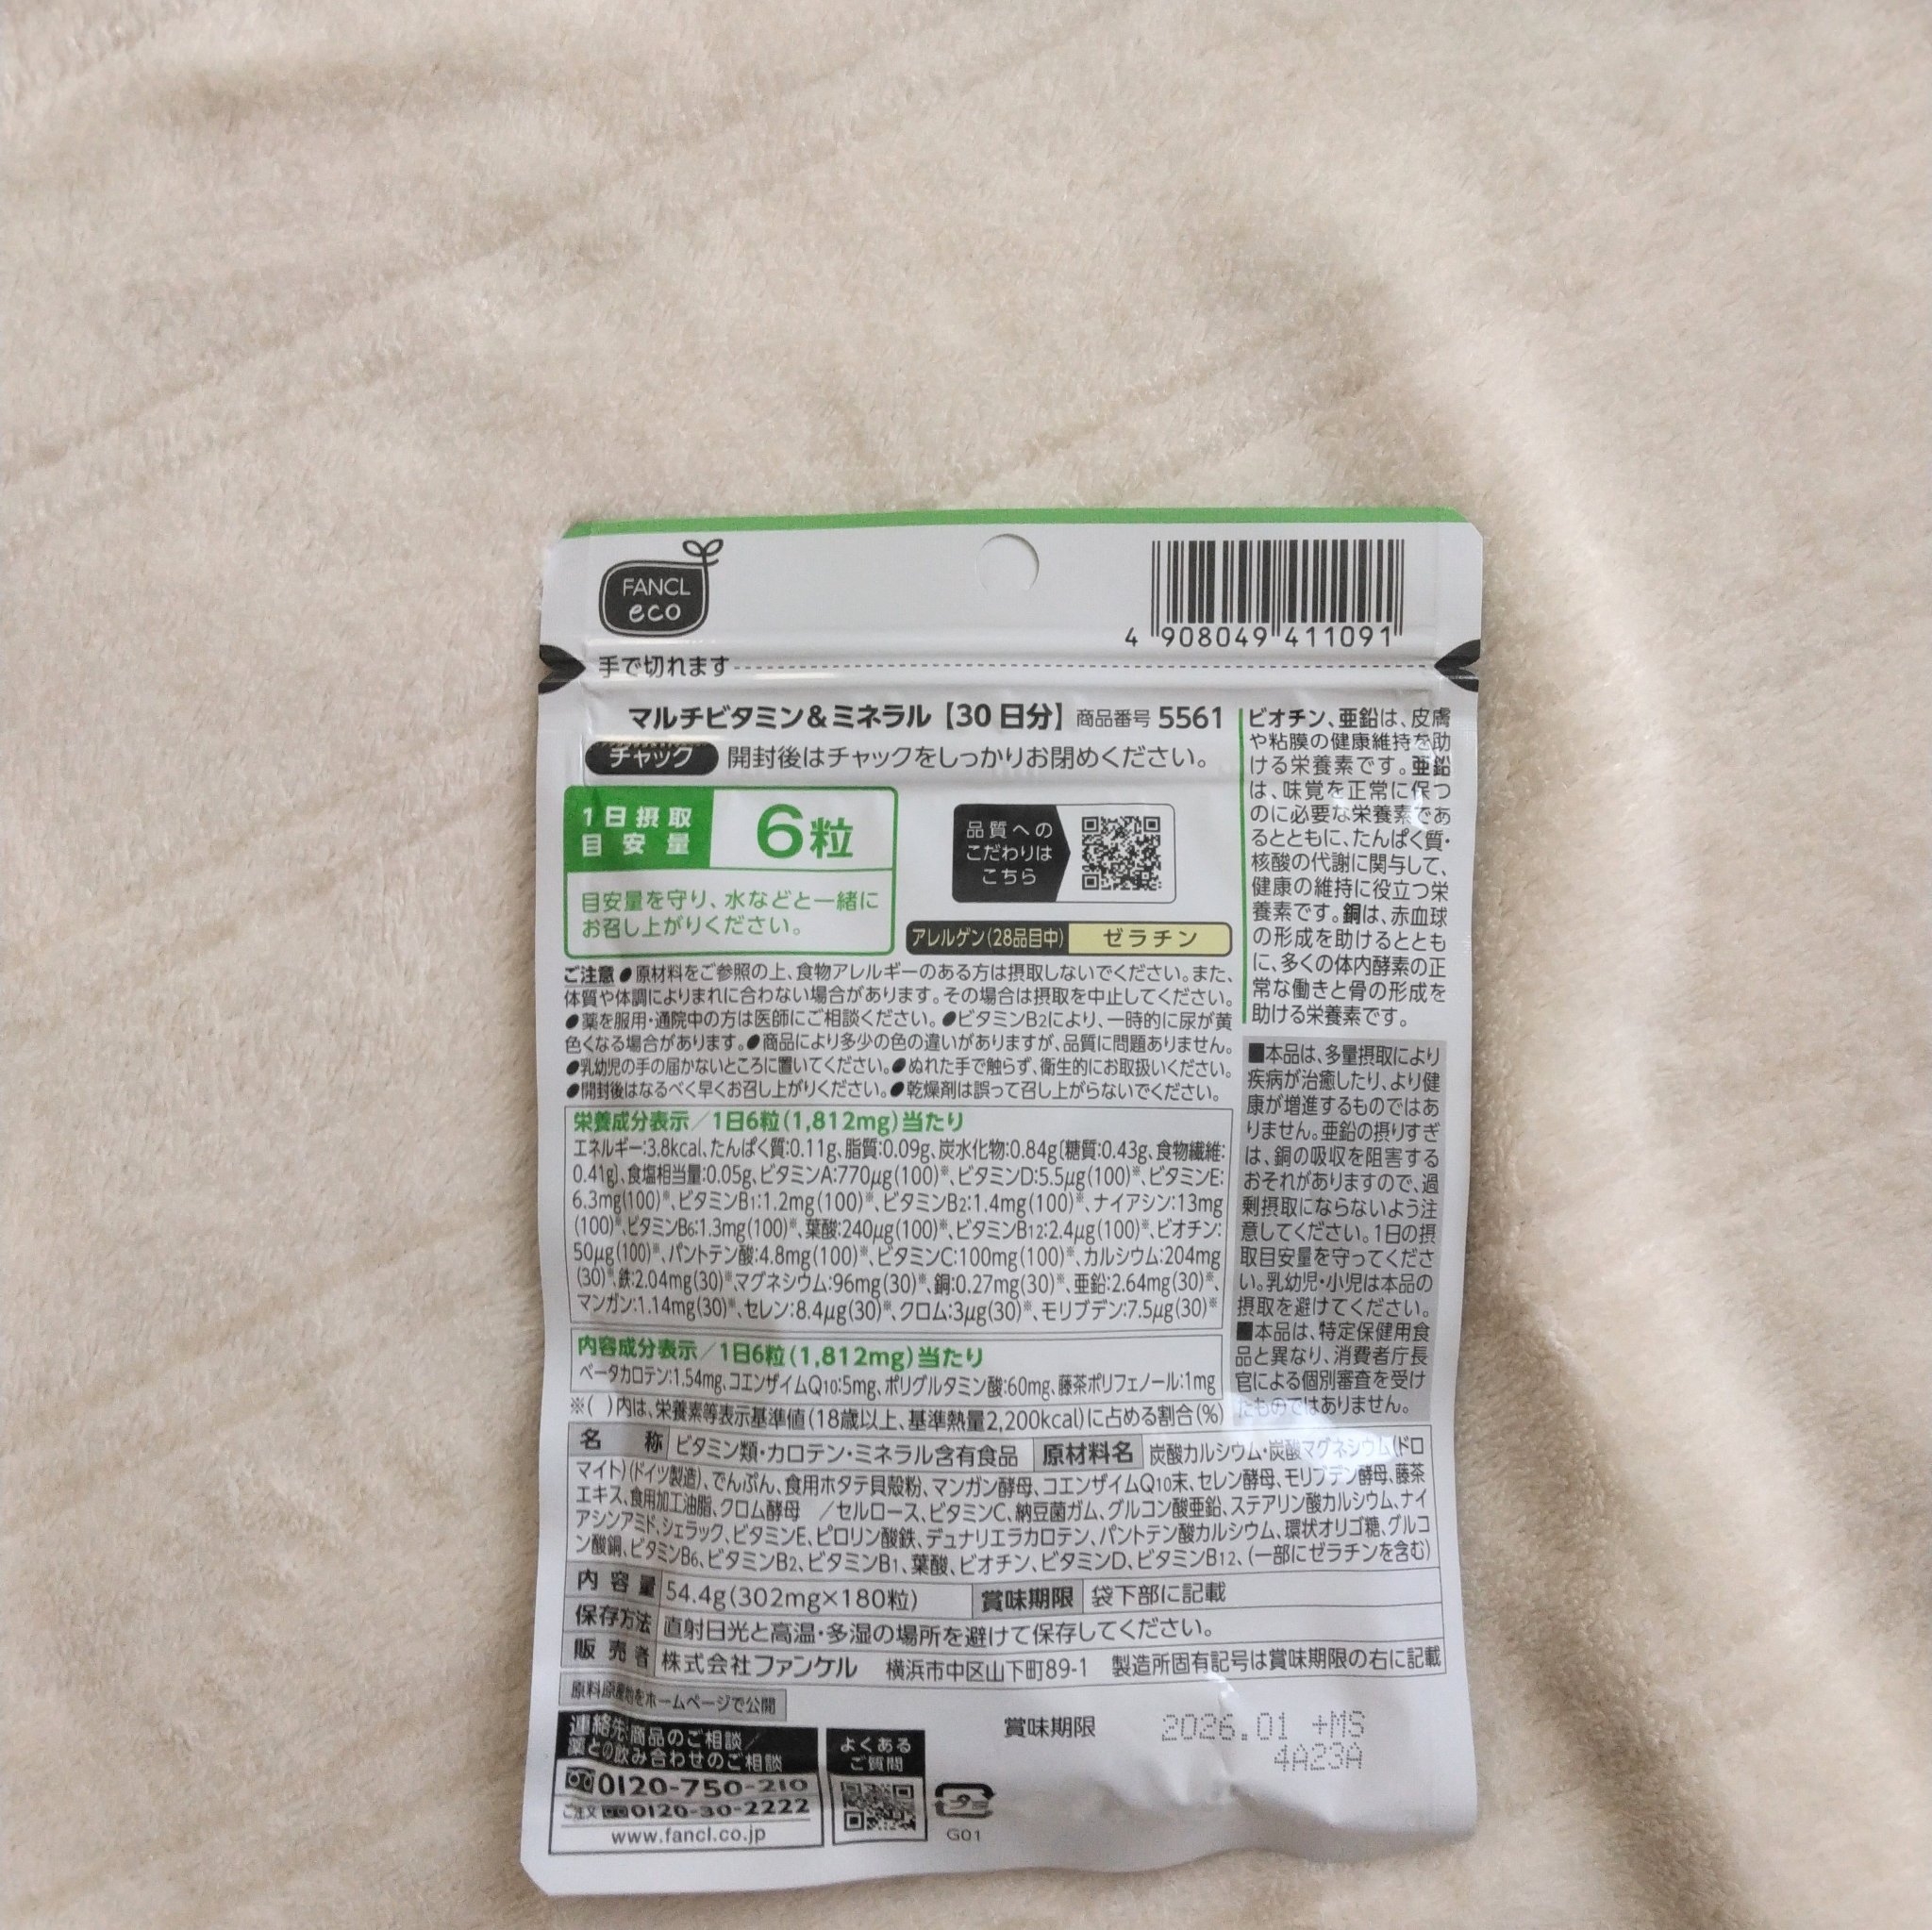 FANCL
eco
4 908049 411091
手で切れます
マルチビタミン&ミネラル【30日分】 商品番号 5561
チャック 開封後はチャックをしっかりお閉めください。
1日摂取
目安量
6粒
目安量を守り、水などと一緒に
お召し上がりください。
品質への
こだわりは
こちら
アレルゲン(28品目中) ゼラチン
ご注意 ●原材料をご参照の上、食物アレルギーのある方は摂取しないでください。また、
体質や体調によりまれに合わない場合があります。その場合は摂取を中止してください。
●薬を服用・通院中の方は医師にご相談ください。●ビタミンB2により、一時的に尿が黄
色くなる場合があります。●商品により多少の色の違いがありますが、品質に問題ありません。
●乳幼児の手の届かないところに置いてください。●ぬれた手で触らず、衛生的にお取扱いください。
●開封後はなるべく早くお召し上がりください。●乾燥剤は誤って召し上がらないでください。
栄養成分表示/1日6粒(1,812mg)当たり
エネルギー:3.8kcal、たんぱく質:0.11g、脂質:0.09g、炭水化物:0.84g〔糖質:0.43g、食物繊維:
0.41g〕、食塩相当量:0.05g、ビタミンA:770μg(100)※、ビタミンD:5.5μg(100)※、ビタミンE:
6.3mg(100)※、ビタミンB1:1.2mg(100)※、ビタミンB2:1.4mg(100)※、ナイアシン:13mg
(100)※、ビタミンB6:1.3mg(100)※、葉酸:240μg(100)※、ビタミンB12:2.4μg(100)※、ビオチン:
50μg(100)※、パントテン酸:4.8mg(100)※、ビタミンC:100mg(100)※、カルシウム:204mg
(30)※、鉄:2.04mg(30)※、マグネシウム:96mg(30)※、銅:0.27mg(30)※、亜鉛:2.64mg(30)※、
マンガン:1.14mg(30)※、セレン:8.4μg(30)※、クロム:3μg(30)※、モリブデン:7.5μg(30)※
内容成分表示/1日6粒(1,812mg)当たり
ベータカロテン:1.54mg、コエンザイムQ10:5mg、ポリグルタミン酸:60mg、藤茶ポリフェノール:1mg
※( )内は、栄養素等表示基準値(18歳以上、基準熱量2,200kcal)に占める割合(%)
ビオチン、亜鉛は、皮膚
や粘膜の健康維持を助
ける栄養素です。亜鉛
は、味覚を正常に保つ
のに必要な栄養素であ
るとともに、たんぱく質・
核酸の代謝に関与して、
健康の維持に役立つ栄
養素です。銅は、赤血球
の形成を助けるととも
に、多くの体内酵素の正
常な働きと骨の形成を
助ける栄養素です。
■本品は、多量摂取により
疾病が治癒したり、より健
康が増進するものではあ
りません。亜鉛の摂りすぎ
は、銅の吸収を阻害する
おそれがありますので、過
剰摂取にならないよう注
意してください。1日の摂
取目安量を守ってくださ
い。乳幼児・小児は本品の
摂取を避けてください。
■本品は、特定保健用食
品と異なり、消費者庁長
官による個別審査を受け
たものではありません。
名称 ビタミン類・カロテン・ミネラル含有食品 原材料名 炭酸カルシウム・炭酸マグネシウム(ドロ
マイト)(ドイツ製造)、でんぷん、食用ホタテ貝殻粉、マンガン酵母、コエンザイムQ10末、セレン酵母、モリブデン酵母、藤茶
エキス、食用加工油脂、クロム酵母 /セルロース、ビタミンC、納豆菌ガム、グルコン酸亜鉛、ステアリン酸カルシウム、ナイ
アシンアミド、シェラック、ビタミンE、ピロリン酸鉄、デュナリエラカロテン、パントテン酸カルシウム、環状オリゴ糖、グルコ
ン酸銅、ビタミンB6、ビタミンB2、ビタミンB1、葉酸、ビオチン、ビタミンD、ビタミンB12、(一部にゼラチンを含む)
内容量 54.4g(302mg×180粒) 賞味期限 袋下部に記載
保存方法 直射日光と高温・多湿の場所を避けて保存してください。
販売者 株式会社ファンケル 横浜市中区山下町89-1 製造所固有記号は賞味期限の右に記載
原料原産地をホームページで公開
連絡先:商品のご相談/
薬との飲み合わせのご相談
0120-750-210
ご注文 0120-30-2222
www.fancl.co.jp
よくある
ご質問
プラ
G01
賞味期限 2026.01 +MS
4A23A